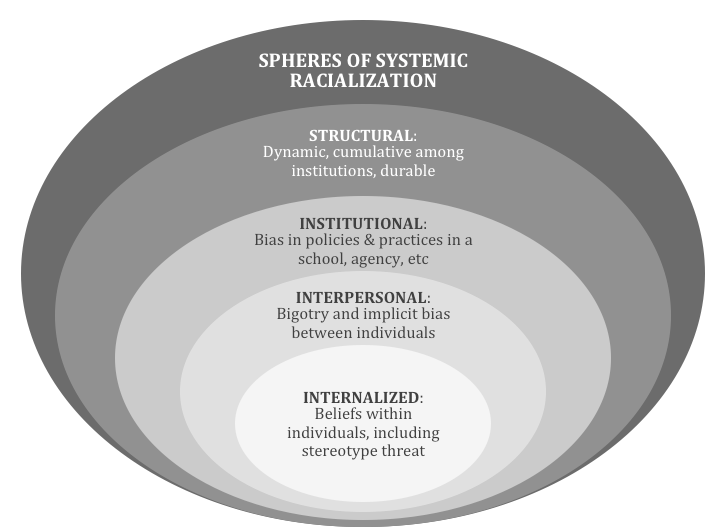 SPHERES OF SYSTEMIC
RACIALIZATION
STRUCTURAL:
Dynamic, cumulative among
institutions, durable
INSTITUTIONAL:
Bias in policies & practices in a
school, agency, etc
INTERPERSONAL:
Bigotry and implicit bias
between individuals
INTERNALIZED:
Beliefs within
individuals, including
stereotype threat